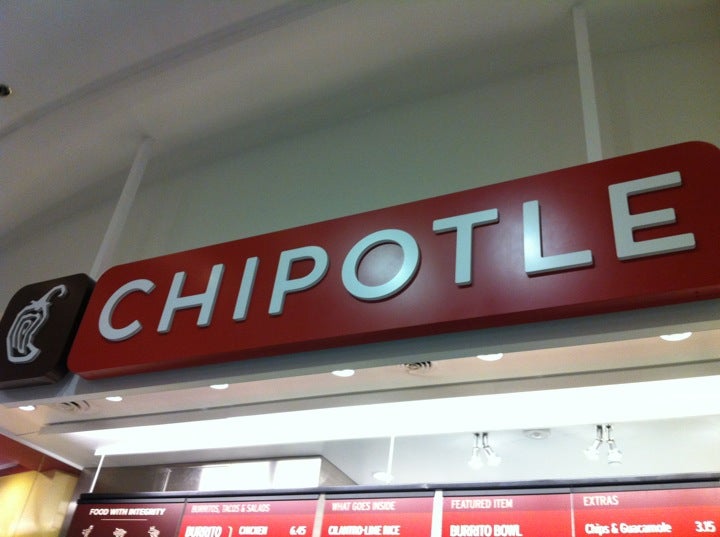 CHIPOTLE
FOOD WITH INTEGRITY
BURRITOS, TACOS & SALADS
BURRITO } CHICKEN 6.45
WHAT GOES INSIDE
CILANTRO-LIME RICE
FEATURED ITEM
BURRITO BOWL
EXTRAS
Chips & Guacamole 3.15